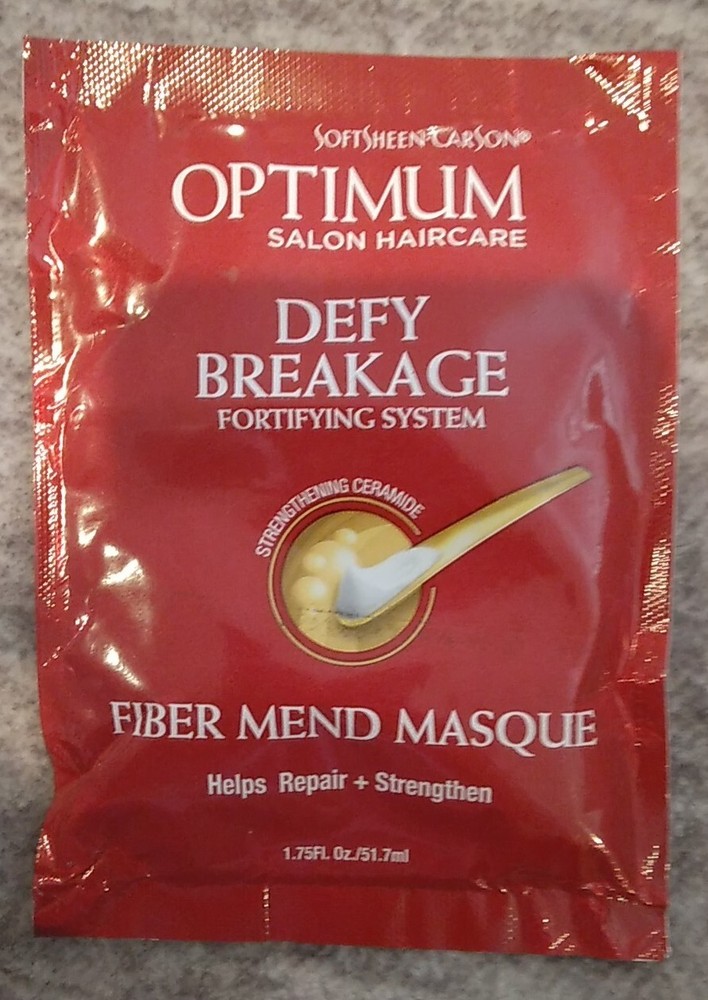 SOFTSHEEN*CARSON®
OPTIMUM
SALON HAIRCARE
DEFY
BREAKAGE
FORTIFYING SYSTEM
STRENGTHENING CERAMIDE
FIBER MEND MASQUE
Helps Repair + Strengthen
1.75Fl. Oz./51.7ml